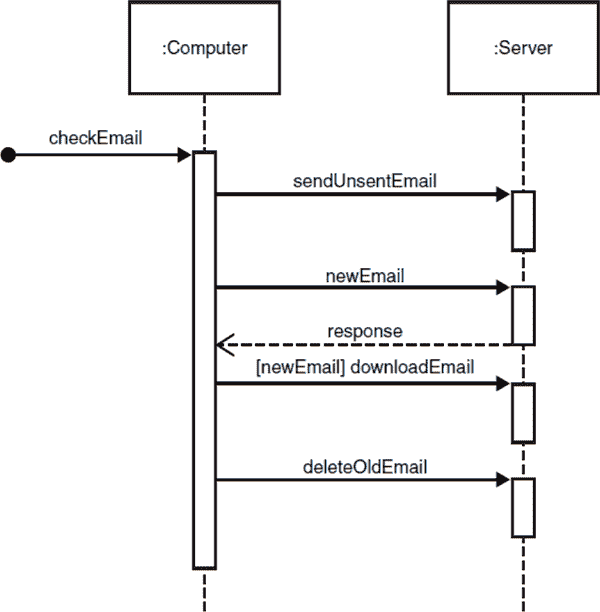 :Computer
:Server
checkEmail
sendUnsentEmail
newEmail
response
[newEmail] downloadEmail
deleteOldEmail